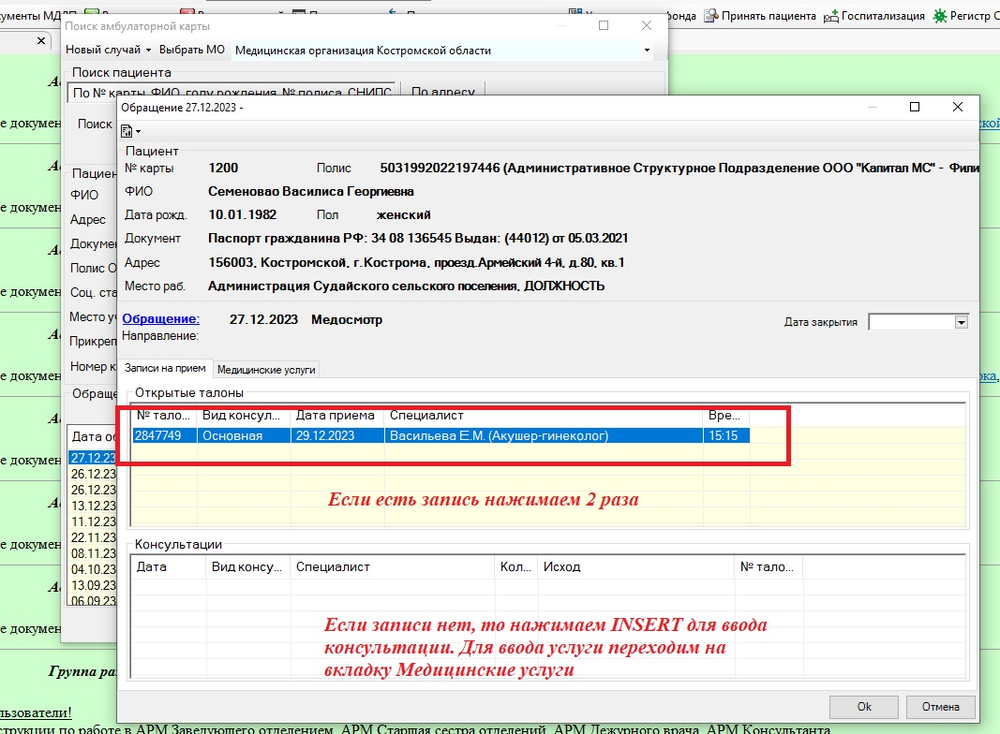 кументы МДЛП
онда Принять пациента Госпитализация Регистр
Поиск амбулаторной карты
Новый случай Выбрать МО Медицинская организация Костромской области
Поиск пациента
По № карты, ФИО, году рождения, № полиса, СНИПС По адресу
Поиск
Обращение 27.12.2023 -
Пациент
№ карты 1200 Полис 5031992022197446 (Административное Структурное Подразделение ООО "Капитал МС" - Фили
ФИО Семеновао Василиса Георгиевна
Дата рожд. 10.01.1982 Пол женский
Документ Паспорт гражданина РФ: 34 08 136545 Выдан: (44012) от 05.03.2021
Адрес 156003, Костромской, г.Кострома, проезд.Армейский 4-й, д.80, кв.1
Место раб. Администрация Судайского сельского поселения, ДОЛЖНОСТЬ
Обращение: 27.12.2023 Медосмотр
Дата закрытия
Направление:
Записи на прием Медицинские услуги
Открытые талоны
№ тало... Вид консул... Дата приема Специалист Вре...
2847749 Основная 29.12.2023 Васильева Е.М. (Акушер-гинеколог) 15:15
Если есть запись нажимаем 2 раза
Консультации
Дата Вид консу... Специалист Кол... Исход № тало...
Если записи нет, то нажимаем INSERT для ввода
консультации. Для ввода услуги переходим на
вкладку Медицинские услуги
Ok Отмена
Пациен
ФИО
Адрес
Докумен
Полис О
Соц. ста
Место уч
Прикреп
Номер к
Обраще
Дата об
27.12.23
26.12.23
26.12.23
13.12.23
11.12.23
22.11.23
08.11.23
04.10.23
13.09.23
06.09.23
е докумен
е докумен
е докумен
е докумен
е докумен
е докумен
е докумен
Группа ра
льзователи!
струкции по работе в АРМ Заведующего отделением, АРМ Старшая сестра отделений, АРМ Дежурного врача, АРМ Консультанта